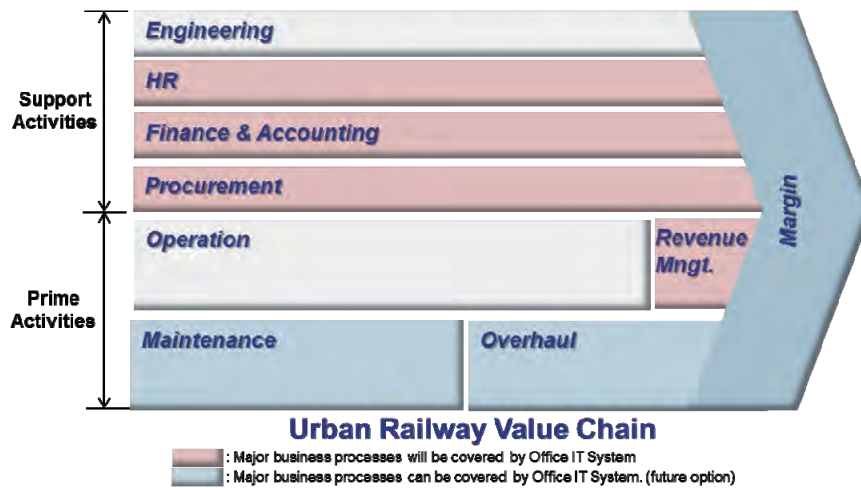 Engineering
HR
Support
Activities
Finance & Accounting
Procurement
Margin
Operation
Revenue
Mngt.
Prime
Activities
Maintenance
Overhaul
Urban Railway Value Chain
: Major business processes will be covered by Office IT System
: Major business processes can be covered by Office IT System. (future option)